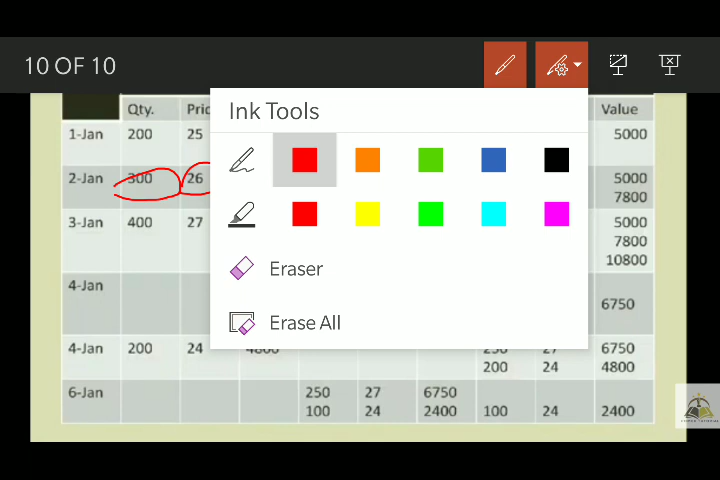 10 OF 10
Ink Tools
Eraser
Erase All
Qty. Value
1-Jan 200 25 5000
2-Jan 300 26 5000
7800
3-Jan 400 27 5000
7800
10800
4-Jan 6750
4-Jan 200 24 6750
200 24 4800
6-Jan 250 27 6750
100 24 2400 100 24 2400